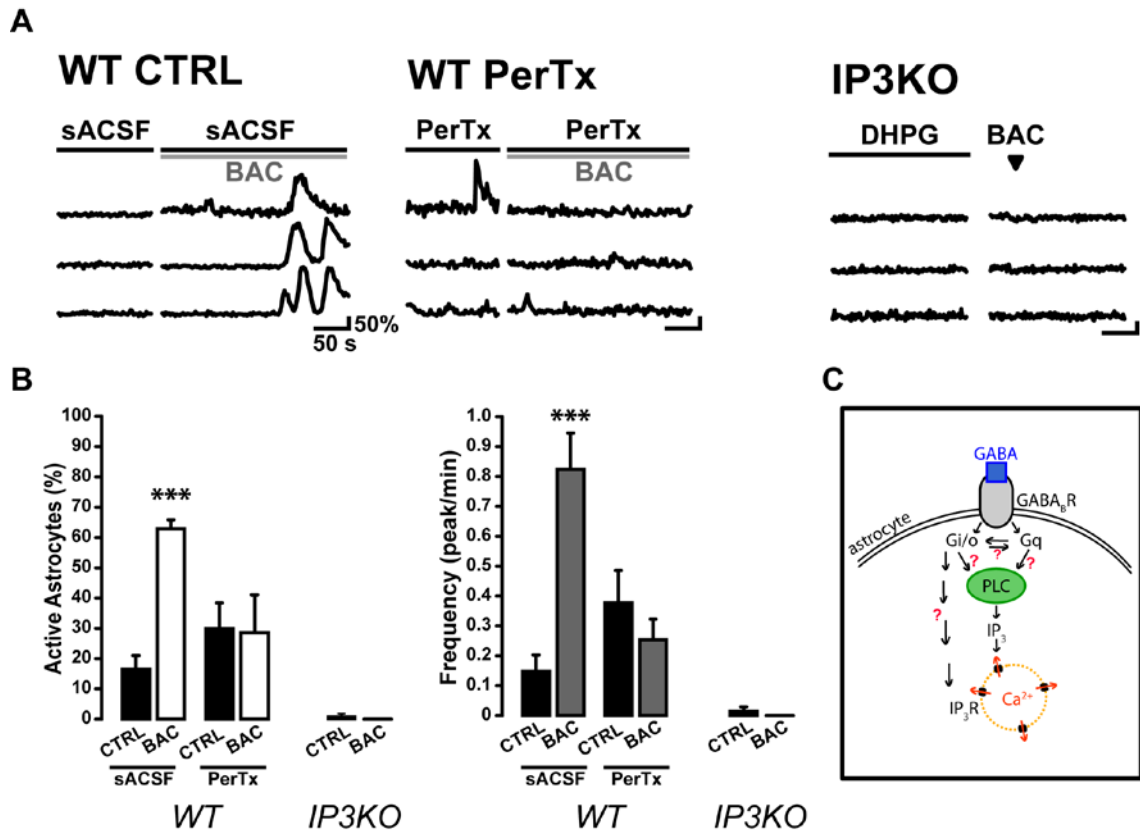 A
WT CTRL
WT PerTx
IP3KO
sACSF
sACSF
BAC
PerTx
PerTx
BAC
DHPG
BAC
50%
50 s
B
Active Astrocytes (%)
100
90
80
70
60
50
40
30
20
10
0
***
CTRL
BAC
CTRL
BAC
CTRL
BAC
sACSF
PerTx
WT
IP3KO
Frequency (peak/min)
1.0
0.9
0.8
0.7
0.6
0.5
0.4
0.3
0.2
0.1
0
***
CTRL
BAC
CTRL
BAC
CTRL
BAC
sACSF
PerTx
WT
IP3KO
C
GABA
GABABR
astrocyte
Gi/o
Gq
? ? ?
PLC
?
IP3
Ca2+
IP3R